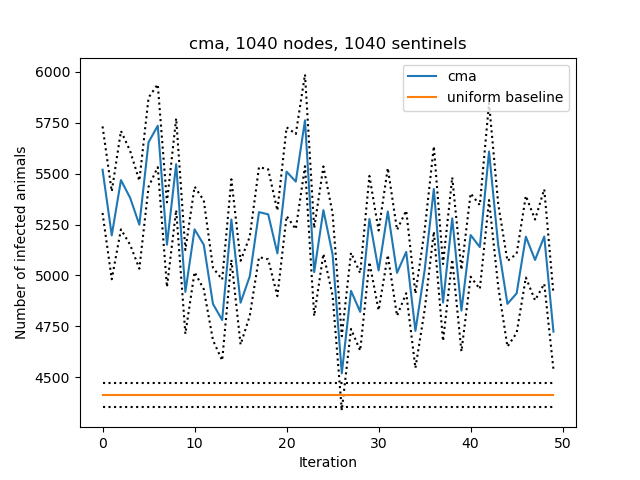 cma, 1040 nodes, 1040 sentinels
cma
uniform baseline
Number of infected animals
6000
5750
5500
5250
5000
4750
4500
0 10 20 30 40 50
Iteration